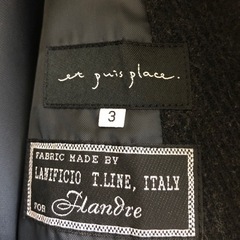 et puis place.
3
FABRIC MADE BY
LANIFICIO T.LINE, ITALY
FOR Flandre